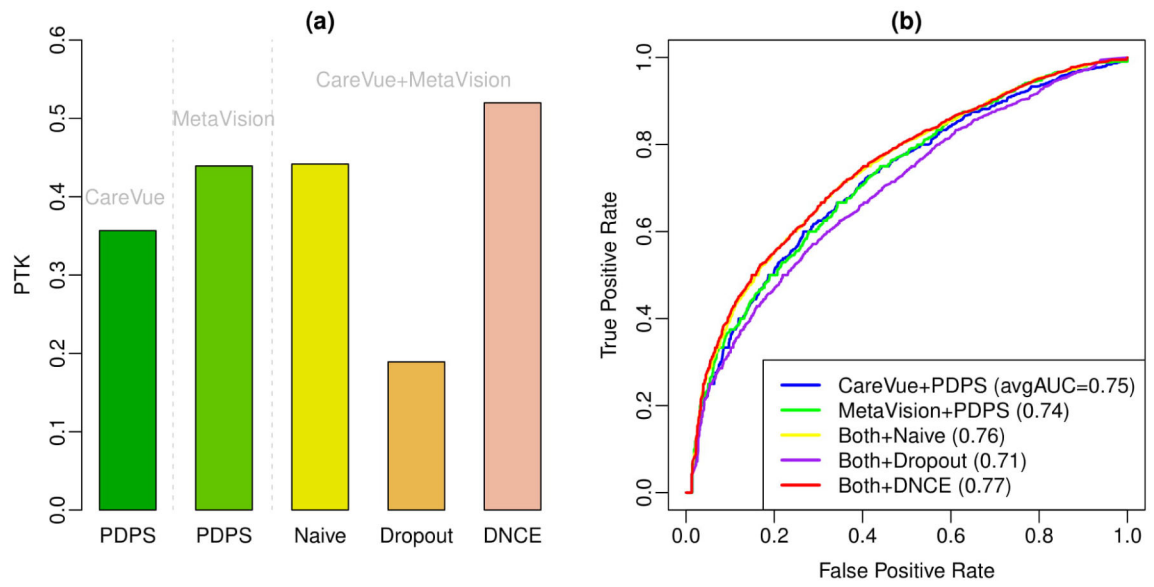 (a)
PTK
0.6
0.5
0.4
0.3
0.2
0.1
0.0
CareVue
MetaVision
CareVue+MetaVision
PDPS PDPS Naive Dropout DNCE
(b)
True Positive Rate
1.0
0.8
0.6
0.4
0.2
0.0
CareVue+PDPS (avgAUC=0.75)
MetaVision+PDPS (0.74)
Both+Naive (0.76)
Both+Dropout (0.71)
Both+DNCE (0.77)
0.0 0.2 0.4 0.6 0.8 1.0
False Positive Rate